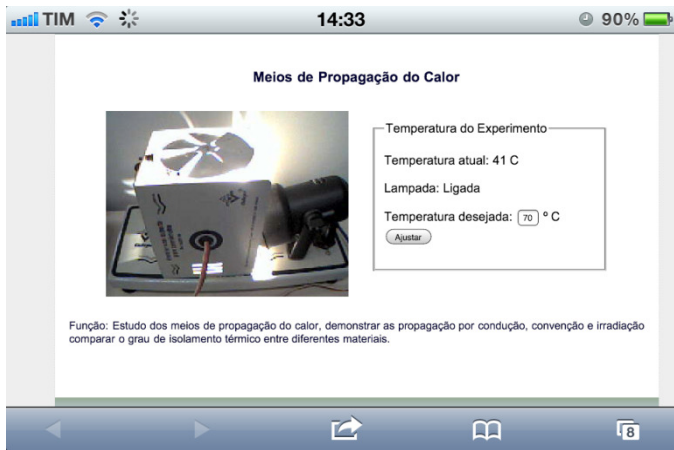 TIM 14:33 90%
Meios de Propagação do Calor
Temperatura do Experimento
Temperatura atual: 41 C
Lampada: Ligada
Temperatura desejada: 70 º C
Ajustar
Função: Estudo dos meios de propagação do calor, demonstrar as propagação por condução, convenção e irradiação
comparar o grau de isolamento térmico entre diferentes materiais.
8